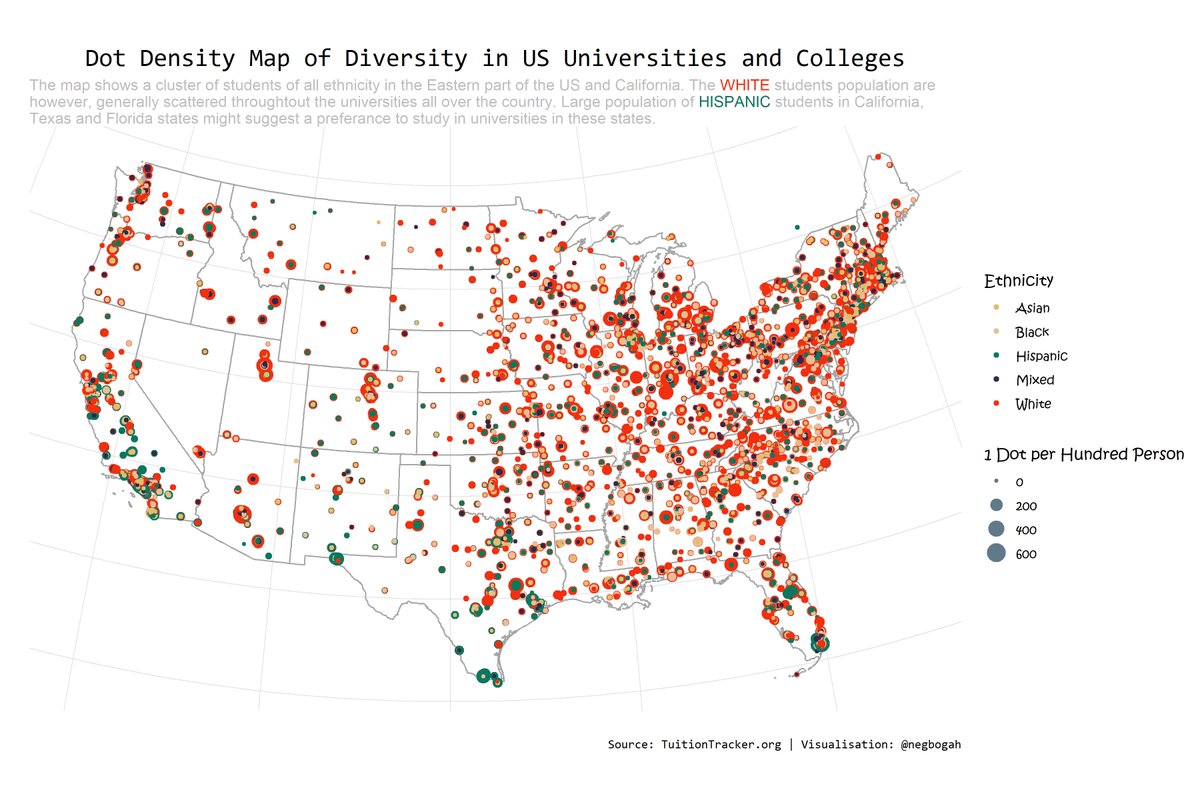 Dot Density Map of Diversity in US Universities and Colleges
The map shows a cluster of students of all ethnicity in the Eastern part of the US and California. The WHITE students population are
however, generally scattered throughtout the universities all over the country. Large population of HISPANIC students in California,
Texas and Florida states might suggest a preferance to study in universities in these states.
Ethnicity
Asian
Black
Hispanic
Mixed
White
1 Dot per Hundred Person
0
200
400
600
Source: TuitionTracker.org | Visualisation: @negbogah